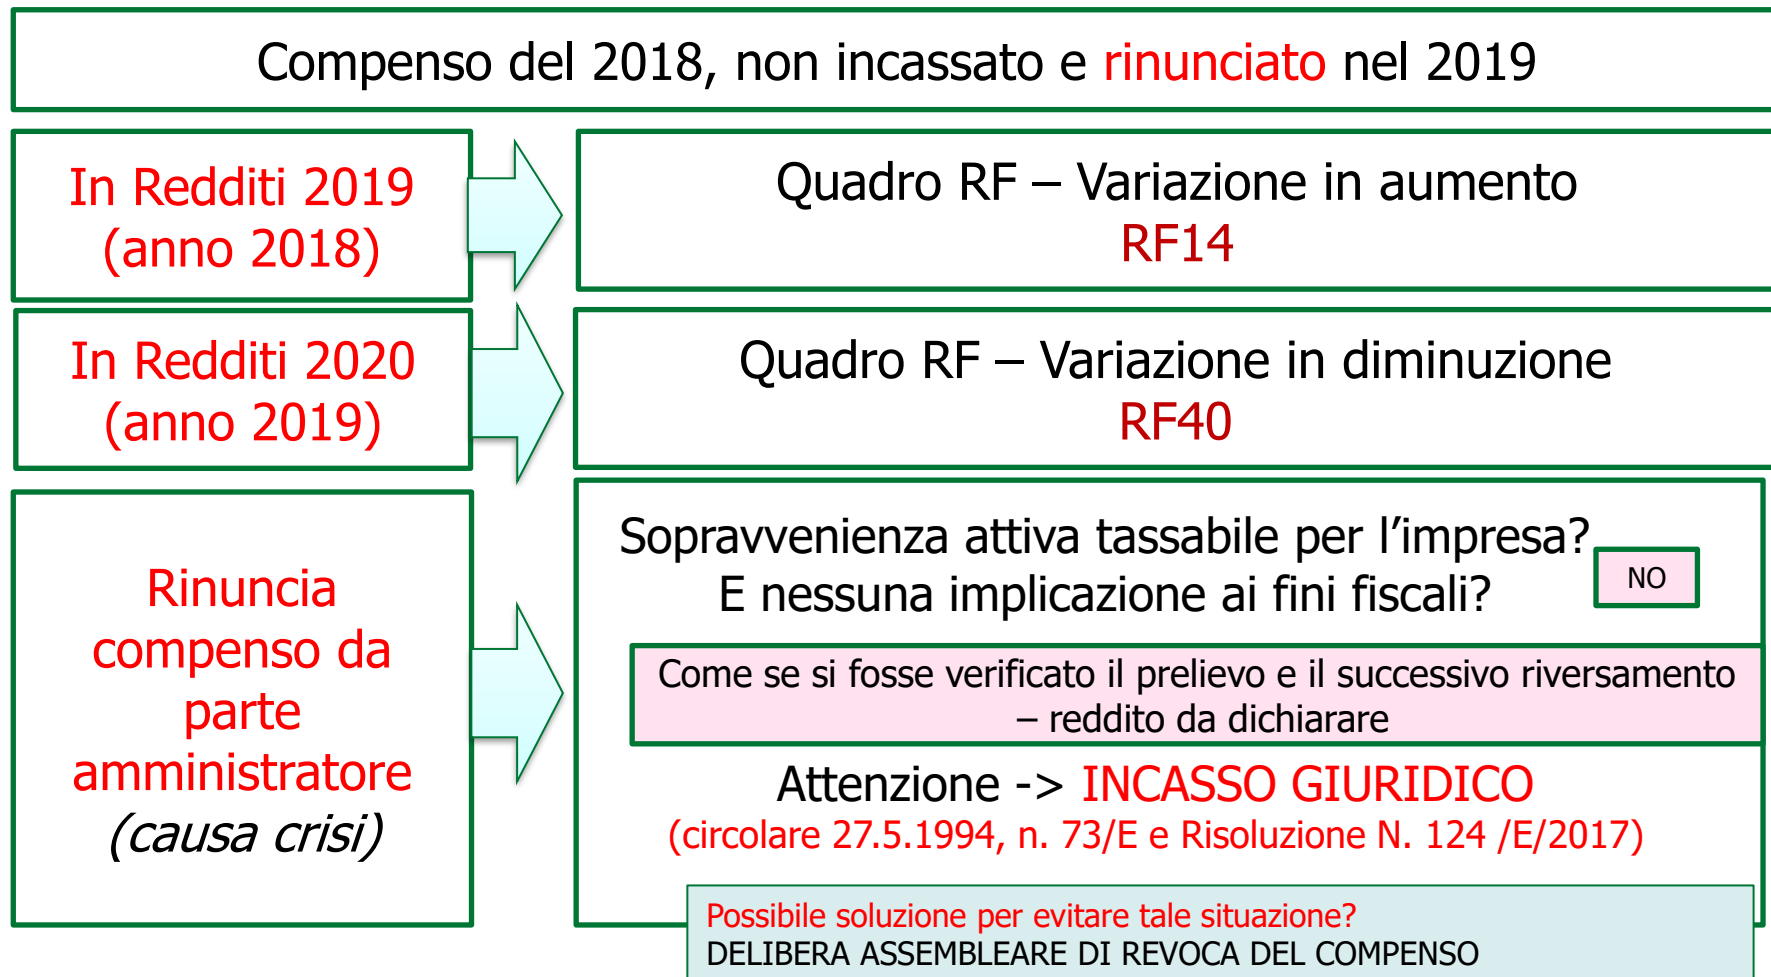 Compenso del 2018, non incassato e rinunciato nel 2019
In Redditi 2019
(anno 2018)
Quadro RF – Variazione in aumento
RF14
In Redditi 2020
(anno 2019)
Quadro RF – Variazione in diminuzione
RF40
Rinuncia
compenso da
parte
amministratore
(causa crisi)
Sopravvenienza attiva tassabile per l’impresa?
E nessuna implicazione ai fini fiscali?
NO
Come se si fosse verificato il prelievo e il successivo riversamento
– reddito da dichiarare
Attenzione -> INCASSO GIURIDICO
(circolare 27.5.1994, n. 73/E e Risoluzione N. 124 /E/2017)
Possibile soluzione per evitare tale situazione?
DELIBERA ASSEMBLEARE DI REVOCA DEL COMPENSO